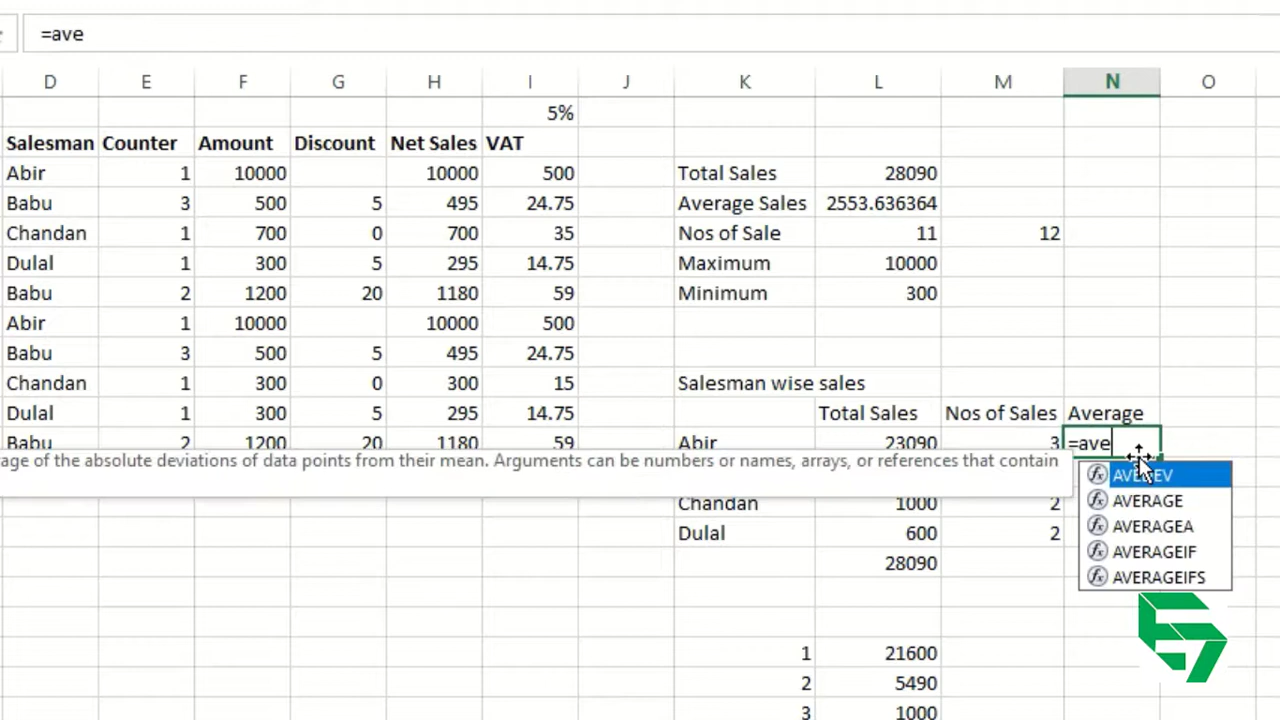 =ave
D E F G H I J K L M N O
5%
Salesman Counter Amount Discount Net Sales VAT
Abir 1 10000 10000 500 Total Sales 28090
Babu 3 500 5 495 24.75 Average Sales 2553.636364
Chandan 1 700 0 700 35 Nos of Sale 11 12
Dulal 1 300 5 295 14.75 Maximum 10000
Babu 2 1200 20 1180 59 Minimum 300
Abir 1 10000 10000 500
Babu 3 500 5 495 24.75
Chandan 1 300 0 300 15 Salesman wise sales
Dulal 1 300 5 295 14.75 Total Sales Nos of Sales Average
Babu 2 1200 20 1180 59 Abir 23090 3 =ave
of the absolute deviations of data points from their mean. Arguments can be numbers or names, arrays, or references that contain
AVERAGE
Chandan 1000 2
AVERAGEA
Dulal 600 2
AVERAGEIF
28090
AVERAGEIFS
1 21600
2 5490
3 1000